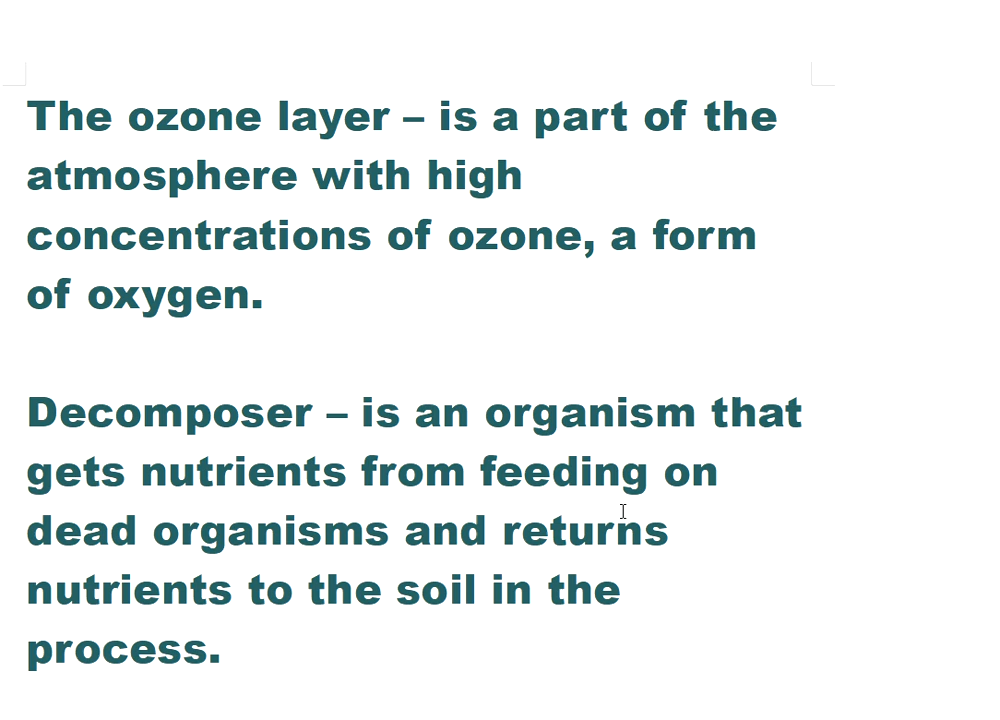 The ozone layer – is a part of the
atmosphere with high
concentrations of ozone, a form
of oxygen.
Decomposer – is an organism that
gets nutrients from feeding on
dead organisms and returns
nutrients to the soil in the
process.